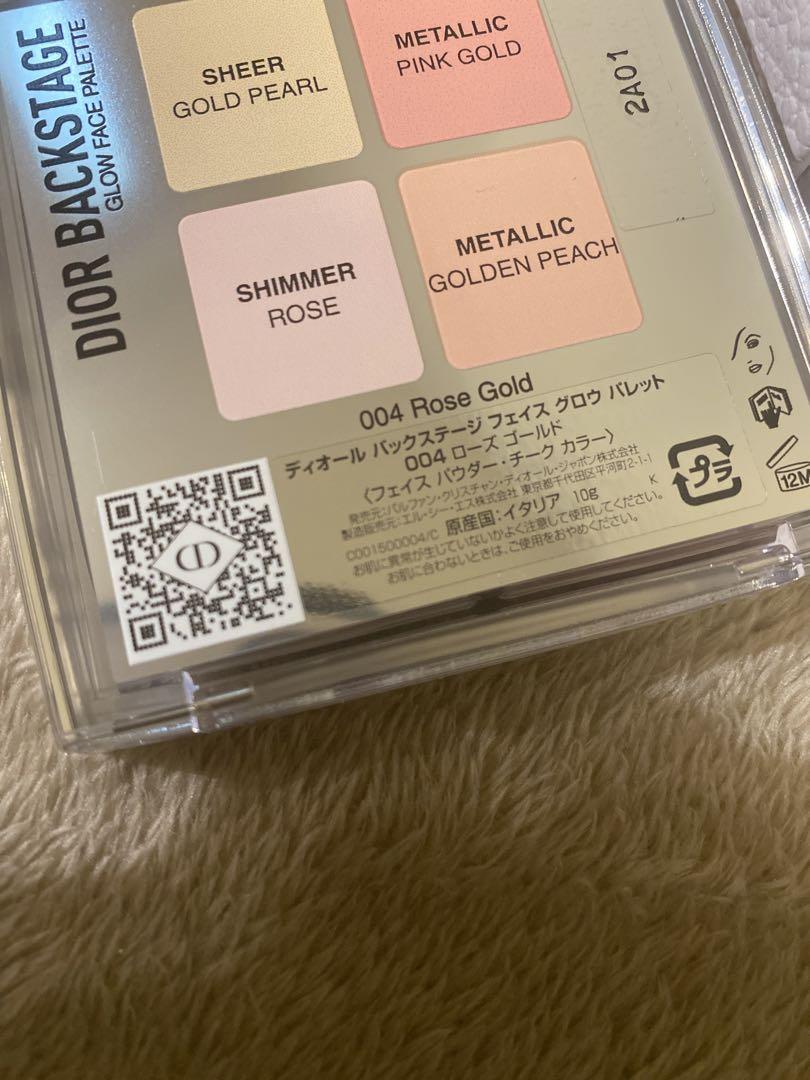 DIOR BACKSTAGE
GLOW FACE PALETTE
SHEER
GOLD PEARL
METALLIC
PINK GOLD
2A01
SHIMMER
ROSE
METALLIC
GOLDEN PEACH
004 Rose Gold
ディオール バックステージ フェイス グロウ パレット
004 ローズ ゴールド
〈フェイス パウダー・チーク カラー〉
発売元:パルファン・クリスチャン・ディオール・ジャポン株式会社
製造販売元:エル・シー・エス株式会社 東京都千代田区平河町2-1-1
C001500004/C 原産国:イタリア 10g K
お肌に異常が生じていないかよく注意して使用してください。
お肌に合わないときは、ご使用をおやめください。
プラ
12M
CD